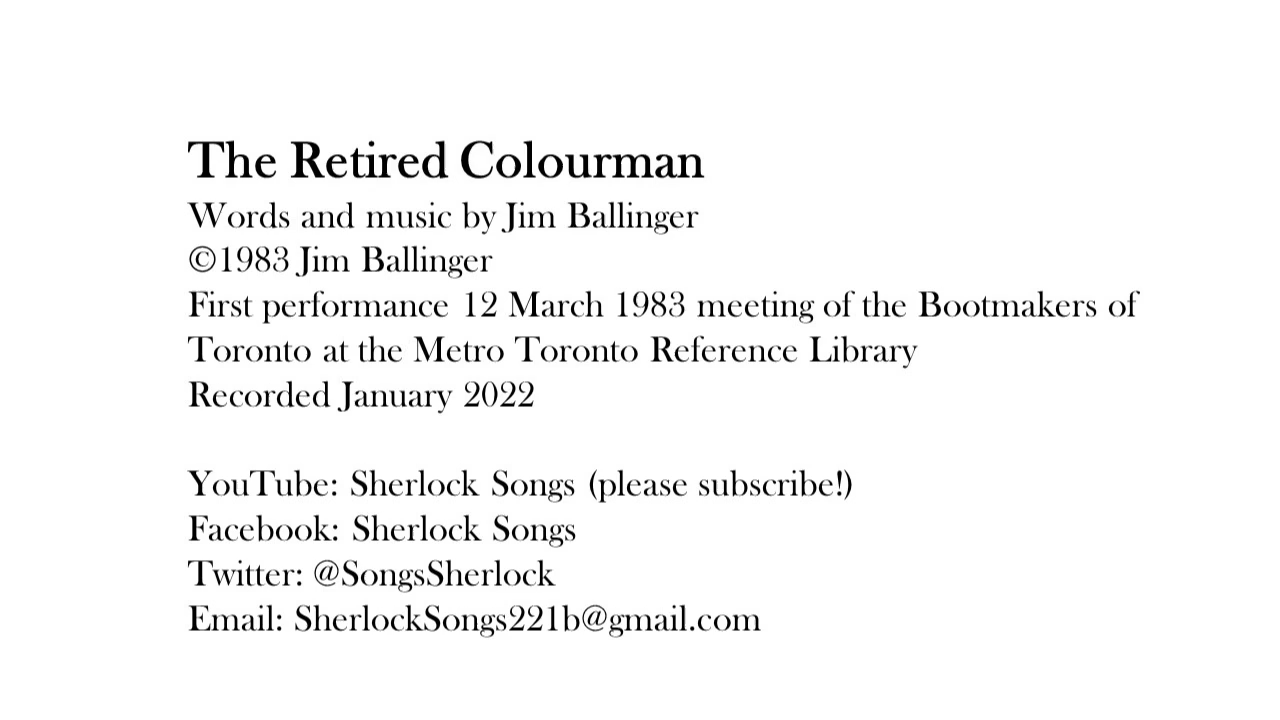 The Retired Colourman
Words and music by Jim Ballinger
©1983 Jim Ballinger
First performance 12 March 1983 meeting of the Bootmakers of
Toronto at the Metro Toronto Reference Library
Recorded January 2022
YouTube: Sherlock Songs (please subscribe!)
Facebook: Sherlock Songs
Twitter: @SongsSherlock
Email: SherlockSongs221b@gmail.com